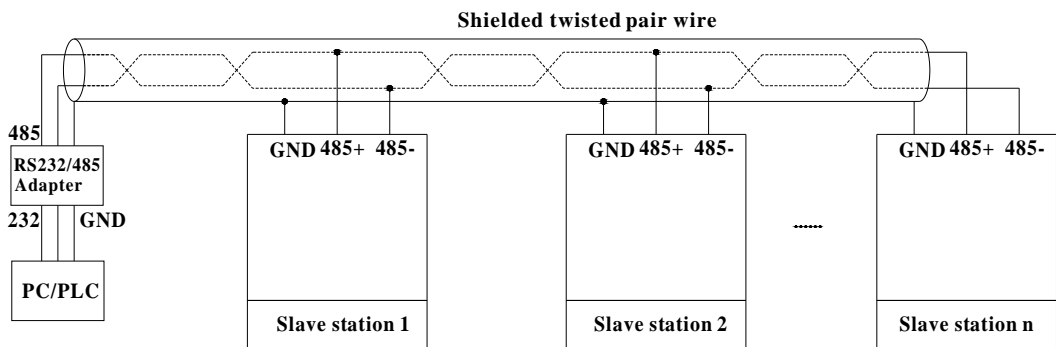 Shielded twisted pair wire
485
RS232/485
Adapter
232
GND
PC/PLC
GND 485+ 485-
Slave station 1
GND 485+ 485-
Slave station 2
......
GND 485+ 485-
Slave station n